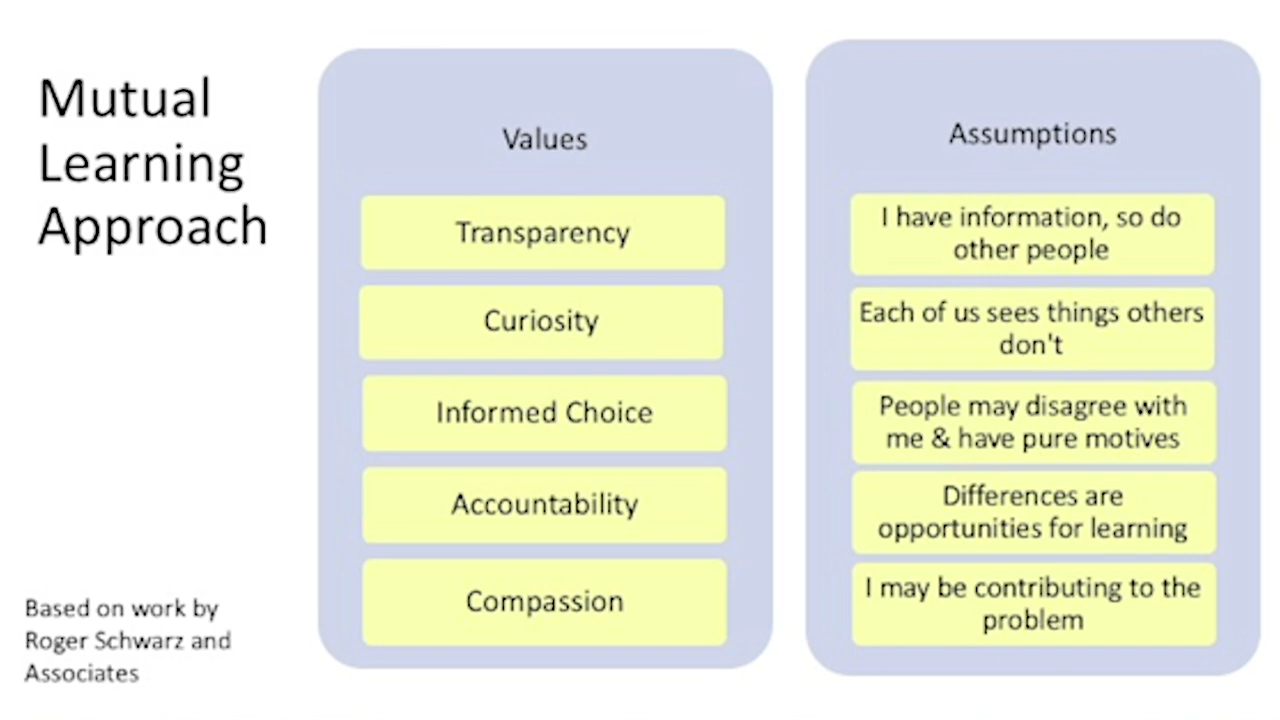 Mutual
Learning
Approach
Based on work by
Roger Schwarz and
Associates
Values
Transparency
Curiosity
Informed Choice
Accountability
Compassion
Assumptions
I have information, so do
other people
Each of us sees things others
don't
People may disagree with
me & have pure motives
Differences are
opportunities for learning
I may be contributing to the
problem